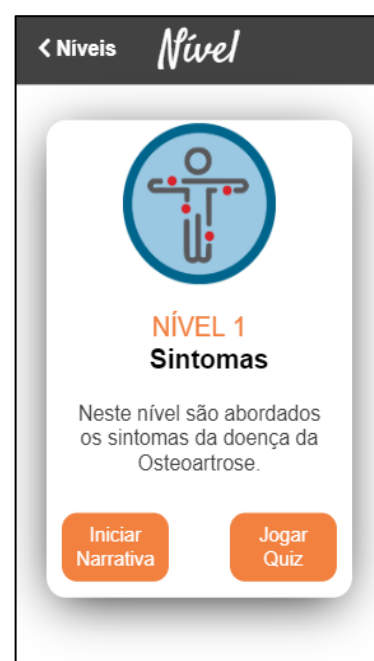 Níveis Nível
NÍVEL 1
Sintomas
Neste nível são abordados
os sintomas da doença da
Osteoartrose.
Iniciar
Narrativa
Jogar
Quiz